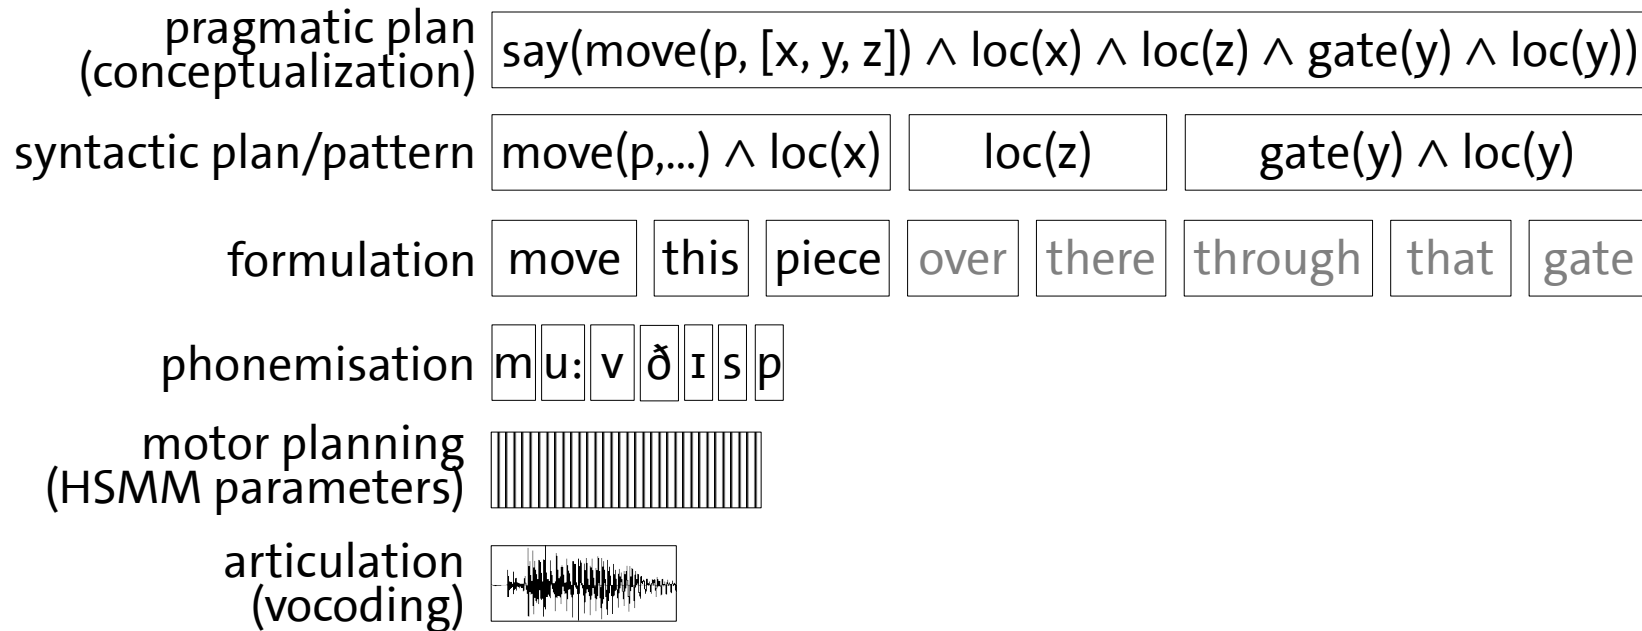 pragmatic plan
(conceptualization)
say(move(p, [x, y, z]) ∧ loc(x) ∧ loc(z) ∧ gate(y) ∧ loc(y))
syntactic plan/pattern
move(p,...) ∧ loc(x)
loc(z)
gate(y) ∧ loc(y)
formulation
move this piece over there through that gate
phonemisation
m u: v ð ɪ s p
motor planning
(HSMM parameters)
articulation
(vocoding)